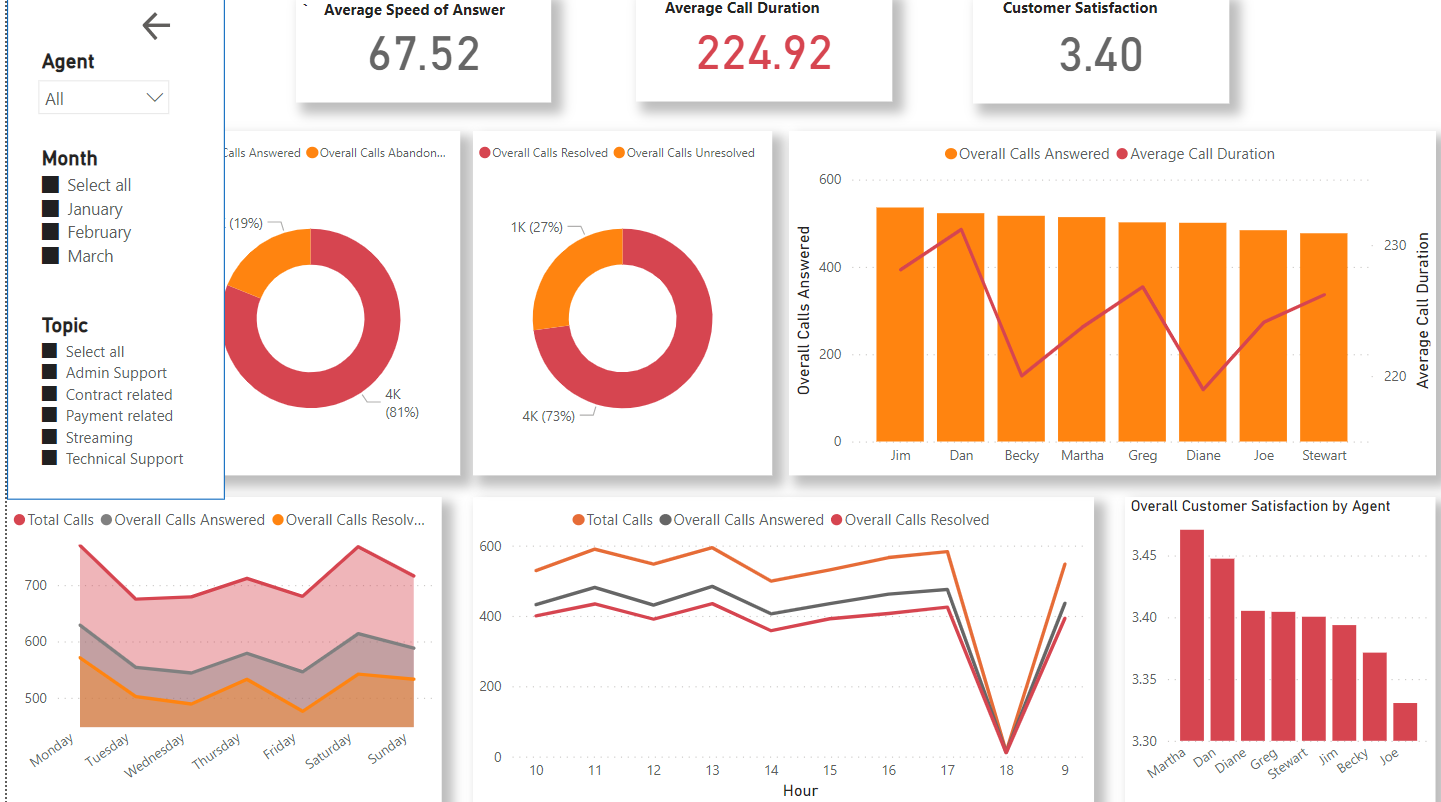 Agent
All
Month
Select all
January
February
March
Topic
Select all
Admin Support
Contract related
Payment related
Streaming
Technical Support
Average Speed of Answer
67.52
Average Call Duration
224.92
Customer Satisfaction
3.40
Calls Answered Overall Calls Abandon...
(19%)
4K
(81%)
Overall Calls Resolved Overall Calls Unresolved
1K (27%)
4K (73%)
Overall Calls Answered Average Call Duration
Overall Calls Answered
600
400
200
0
230
220
Average Call Duration
Jim Dan Becky Martha Greg Diane Joe Stewart
Total Calls Overall Calls Answered Overall Calls Resolv...
700
600
500
Monday Tuesday Wednesday Thursday Friday Saturday Sunday
Total Calls Overall Calls Answered Overall Calls Resolved
600
400
200
0
10 11 12 13 14 15 16 17 18 9
Hour
Overall Customer Satisfaction by Agent
3.45
3.40
3.35
3.30
Martha Dan Diane Greg Stewart Jim Becky Joe